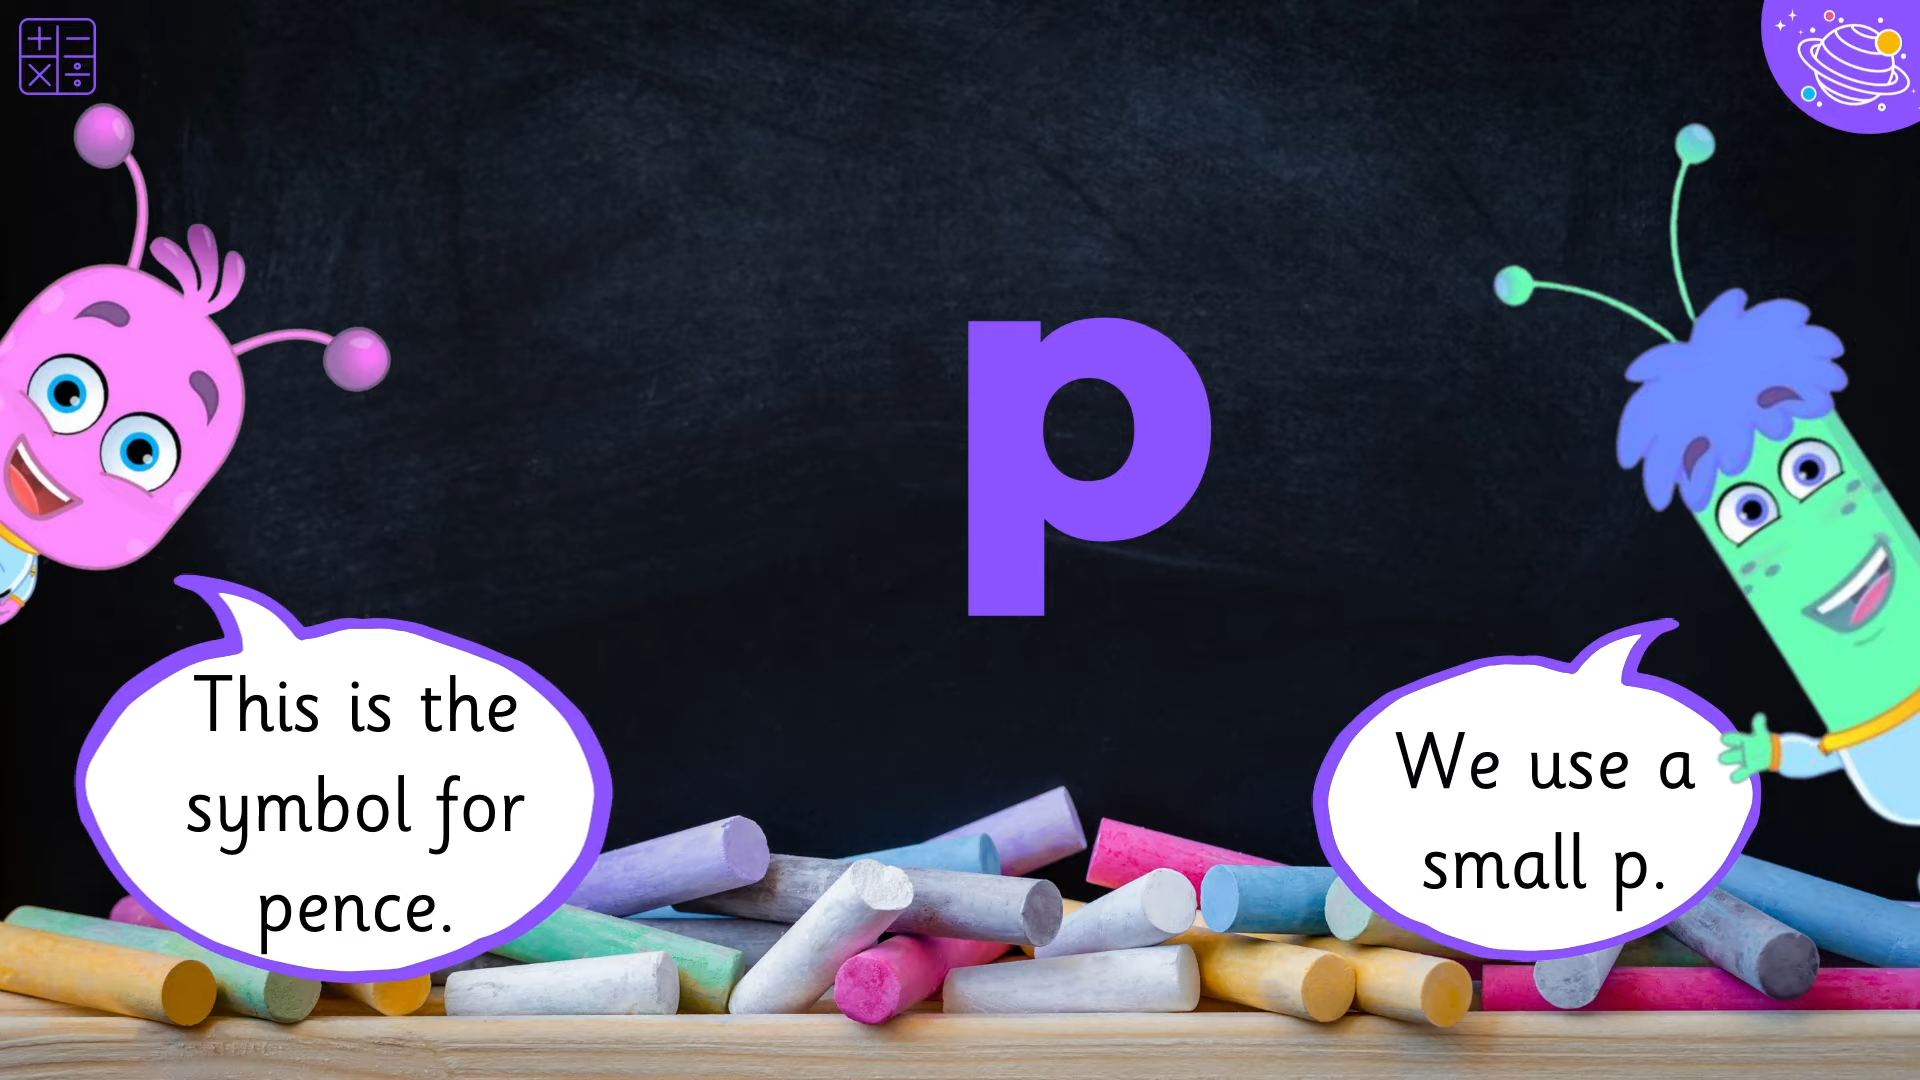 p
This is the
symbol for
pence.
We use a
small p.